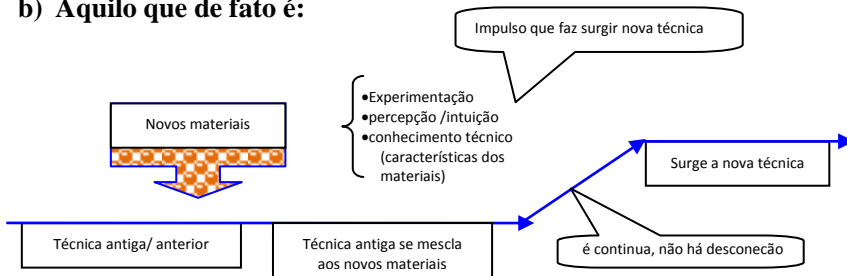 b) Aquilo que de fato é:
Impulso que faz surgir nova técnica
Novos materiais
•Experimentação
•percepção /intuição
•conhecimento técnico
(características dos
materiais)
Surge a nova técnica
Técnica antiga/ anterior
Técnica antiga se mescla
aos novos materiais
é continua, não há desconecão